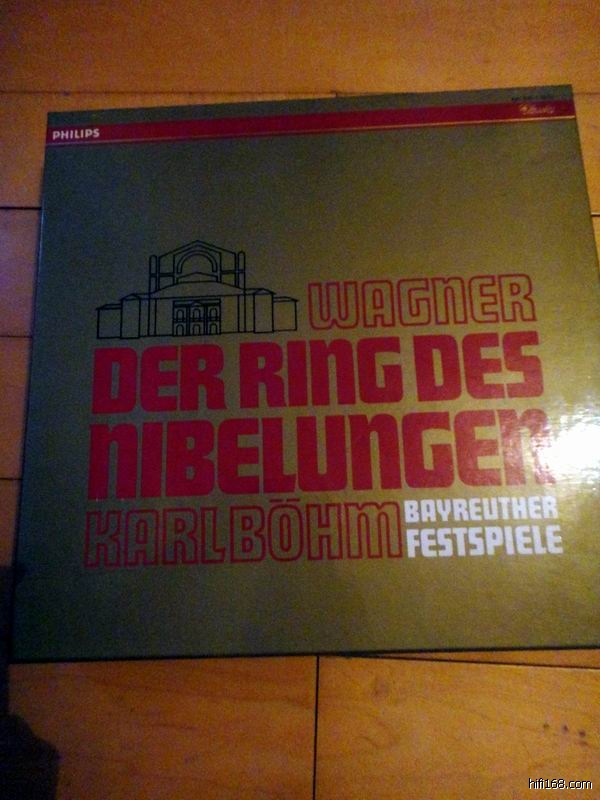 PHILIPS
WAGNER
DER RING DES
NIBELUNGEN
KARL BÖHM
BAYREUTHER
FESTSPIELE
hifi168.com